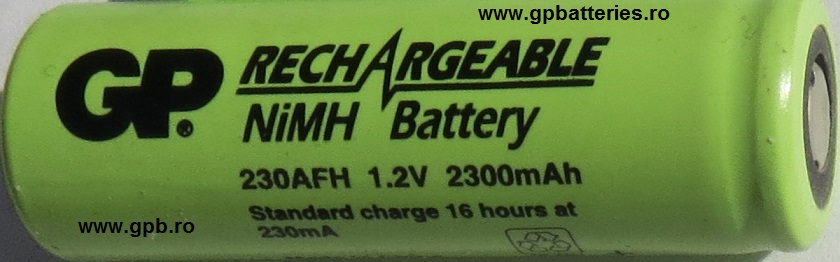 www.gpbatteries.ro
GP
RECHARGEABLE
NiMH Battery
230AFH 1.2V 2300mAh
Standard charge 16 hours at
230mA
www.gpb.ro